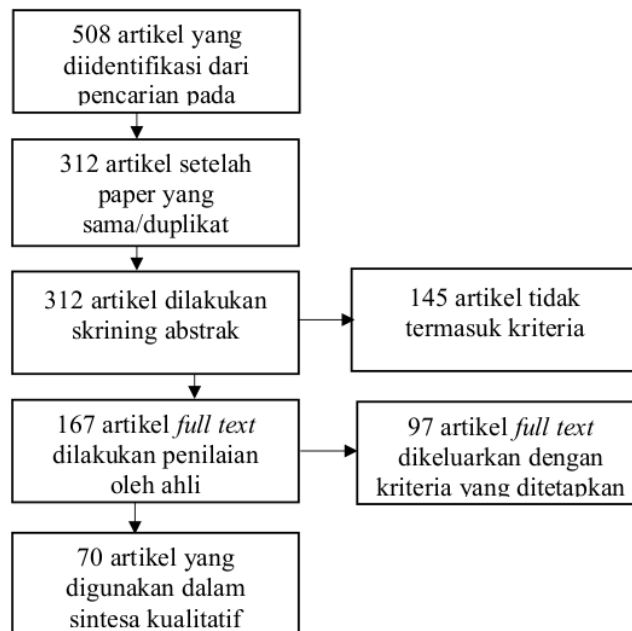 508 artikel yang
diidentifikasi dari
pencarian pada
312 artikel setelah
paper yang
sama/duplikat
312 artikel dilakukan
skrining abstrak
145 artikel tidak
termasuk kriteria
167 artikel full text
dilakukan penilaian
oleh ahli
97 artikel full text
dikeluarkan dengan
kriteria yang ditetapkan
70 artikel yang
digunakan dalam
sintesa kualitatif